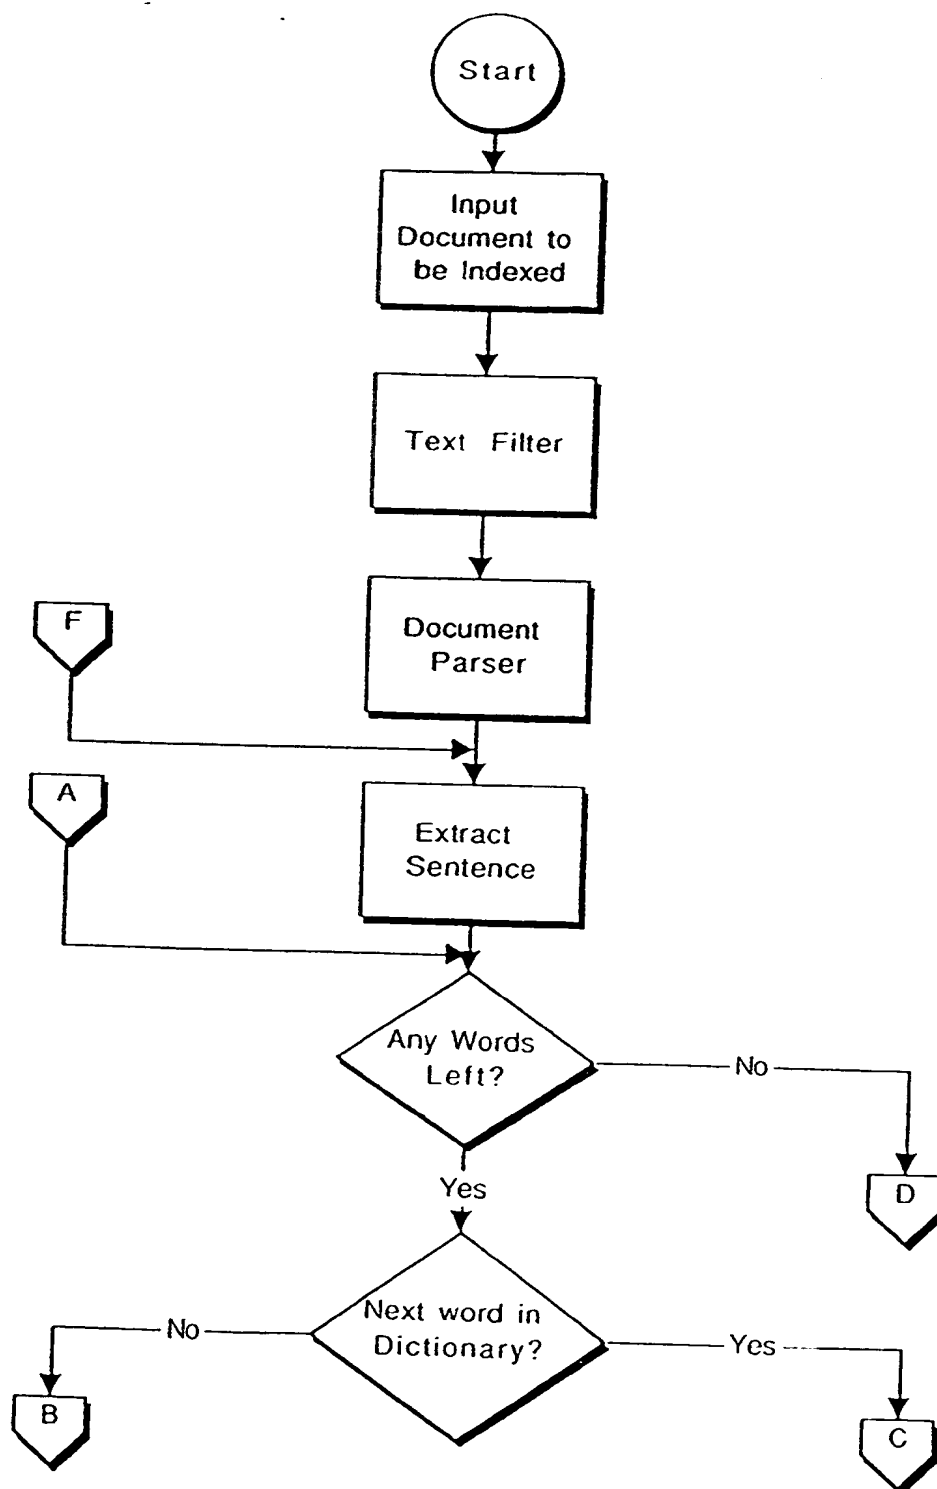 Start
Input
Document to
be Indexed
Text Filter
Document
Parser
F
A
Extract
Sentence
Any Words
Left?
No
D
Yes
Next word in
Dictionary?
No
Yes
B
C